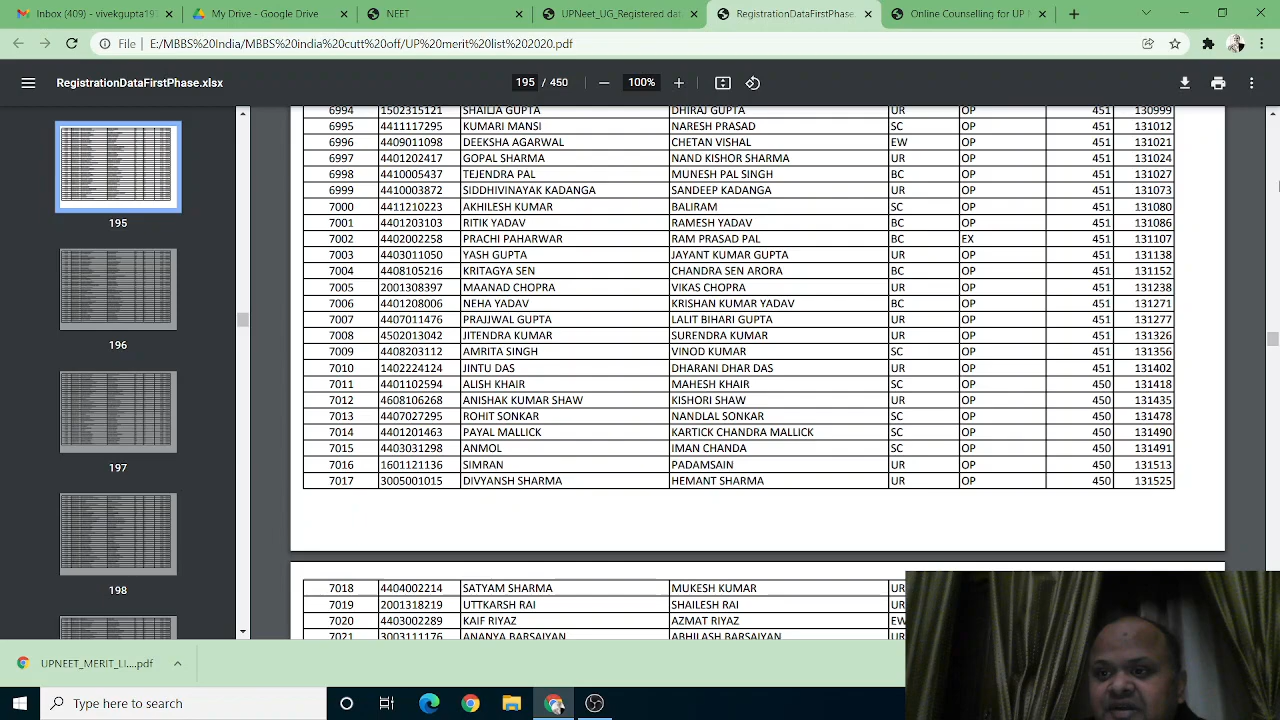 Inbox (409) - vivekgupta197
My Drive - Google Drive
NEET
UPNeet_UG_Registered data
RegistrationDataFirstPhase.
Online Counselling for UP
File | E:/MBBS%20India/MBBS%20india%20cutt%20off/UP%20merit%20list%202020.pdf
RegistrationDataFirstPhase.xlsx
195 / 450
100%
195
196
197
198
6994 1502315121 SHAILJA GUPTA DHIRAJ GUPTA UR OP 451 130999
6995 4411117295 KUMARI MANSI NARESH PRASAD SC OP 451 131012
6996 4409011098 DEEKSHA AGARWAL CHETAN VISHAL EW OP 451 131021
6997 4401202417 GOPAL SHARMA NAND KISHOR SHARMA UR OP 451 131024
6998 4410005437 TEJENDRA PAL MUNESH PAL SINGH BC OP 451 131027
6999 4410003872 SIDDHIVINAYAK KADANGA SANDEEP KADANGA UR OP 451 131073
7000 4411210223 AKHILESH KUMAR BALIRAM SC OP 451 131080
7001 4401203103 RITIK YADAV RAMESH YADAV BC OP 451 131086
7002 4402002258 PRACHI PAHARWAR RAM PRASAD PAL BC EX 451 131107
7003 4403011050 YASH GUPTA JAYANT KUMAR GUPTA UR OP 451 131138
7004 4408105216 KRITAGYA SEN CHANDRA SEN ARORA BC OP 451 131152
7005 2001308397 MAANAD CHOPRA VIKAS CHOPRA UR OP 451 131238
7006 4401208006 NEHA YADAV KRISHAN KUMAR YADAV BC OP 451 131271
7007 4407011476 PRAJJWAL GUPTA LALIT BIHARI GUPTA UR OP 451 131277
7008 4502013042 JITENDRA KUMAR SURENDRA KUMAR UR OP 451 131326
7009 4408203112 AMRITA SINGH VINOD KUMAR SC OP 451 131356
7010 1402224124 JINTU DAS DHARANI DHAR DAS UR OP 451 131402
7011 4401102594 ALISH KHAIR MAHESH KHAIR SC OP 450 131418
7012 4608106268 ANISHAK KUMAR SHAW KISHORI SHAW UR OP 450 131435
7013 4407027295 ROHIT SONKAR NANDLAL SONKAR SC OP 450 131478
7014 4401201463 PAYAL MALLICK KARTICK CHANDRA MALLICK SC OP 450 131490
7015 4403031298 ANMOL IMAN CHANDA SC OP 450 131491
7016 1601121136 SIMRAN PADAMSAIN UR OP 450 131513
7017 3005001015 DIVYANSH SHARMA HEMANT SHARMA UR OP 450 131525
7018 4404002214 SATYAM SHARMA MUKESH KUMAR UR
7019 2001318219 UTTKARSH RAI SHAILESH RAI UR
7020 4403002289 KAIF RIYAZ AZMAT RIYAZ EW
7021 3003111176 ANANYA BARSAIYAN ABHILASH BARSAIYAN UR
UPNEET_MERIT_LI....pdf
Type here to search